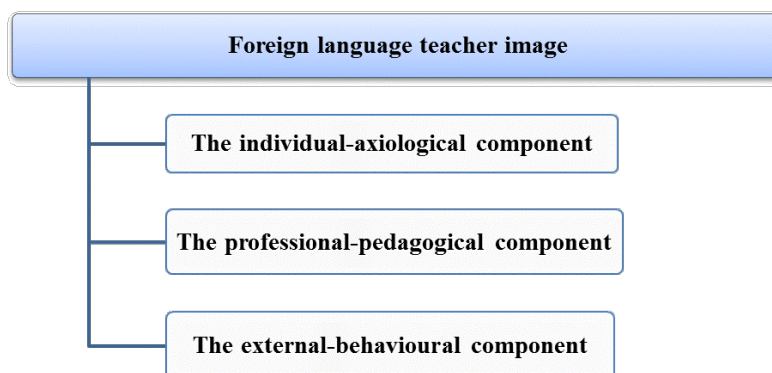 Foreign language teacher image
The individual-axiological component
The professional-pedagogical component
The external-behavioural component